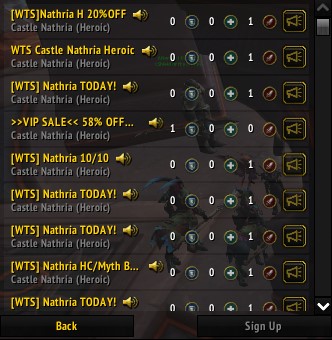 [WTS]Nathria H 20%OFF
Castle Nathria (Heroic)
0 0 1
WTS Castle Nathria Heroic
Castle Nathria (Heroic)
0 0 1
[WTS] Nathria TODAY!
Castle Nathria (Heroic)
0 0 1
>>VIP SALE<< 58% OFF...
Castle Nathria (Heroic)
1 0 0
[WTS] Nathria 10/10
Castle Nathria (Heroic)
0 0 1
[WTS] Nathria TODAY!
Castle Nathria (Heroic)
0 0 1
[WTS] Nathria TODAY!
Castle Nathria (Heroic)
0 0 1
[WTS] Nathria HC/Myth B...
Castle Nathria (Heroic)
0 0 1
[WTS] Nathria TODAY!
Castle Nathria (Heroic)
0 0 1
Back Sign Up